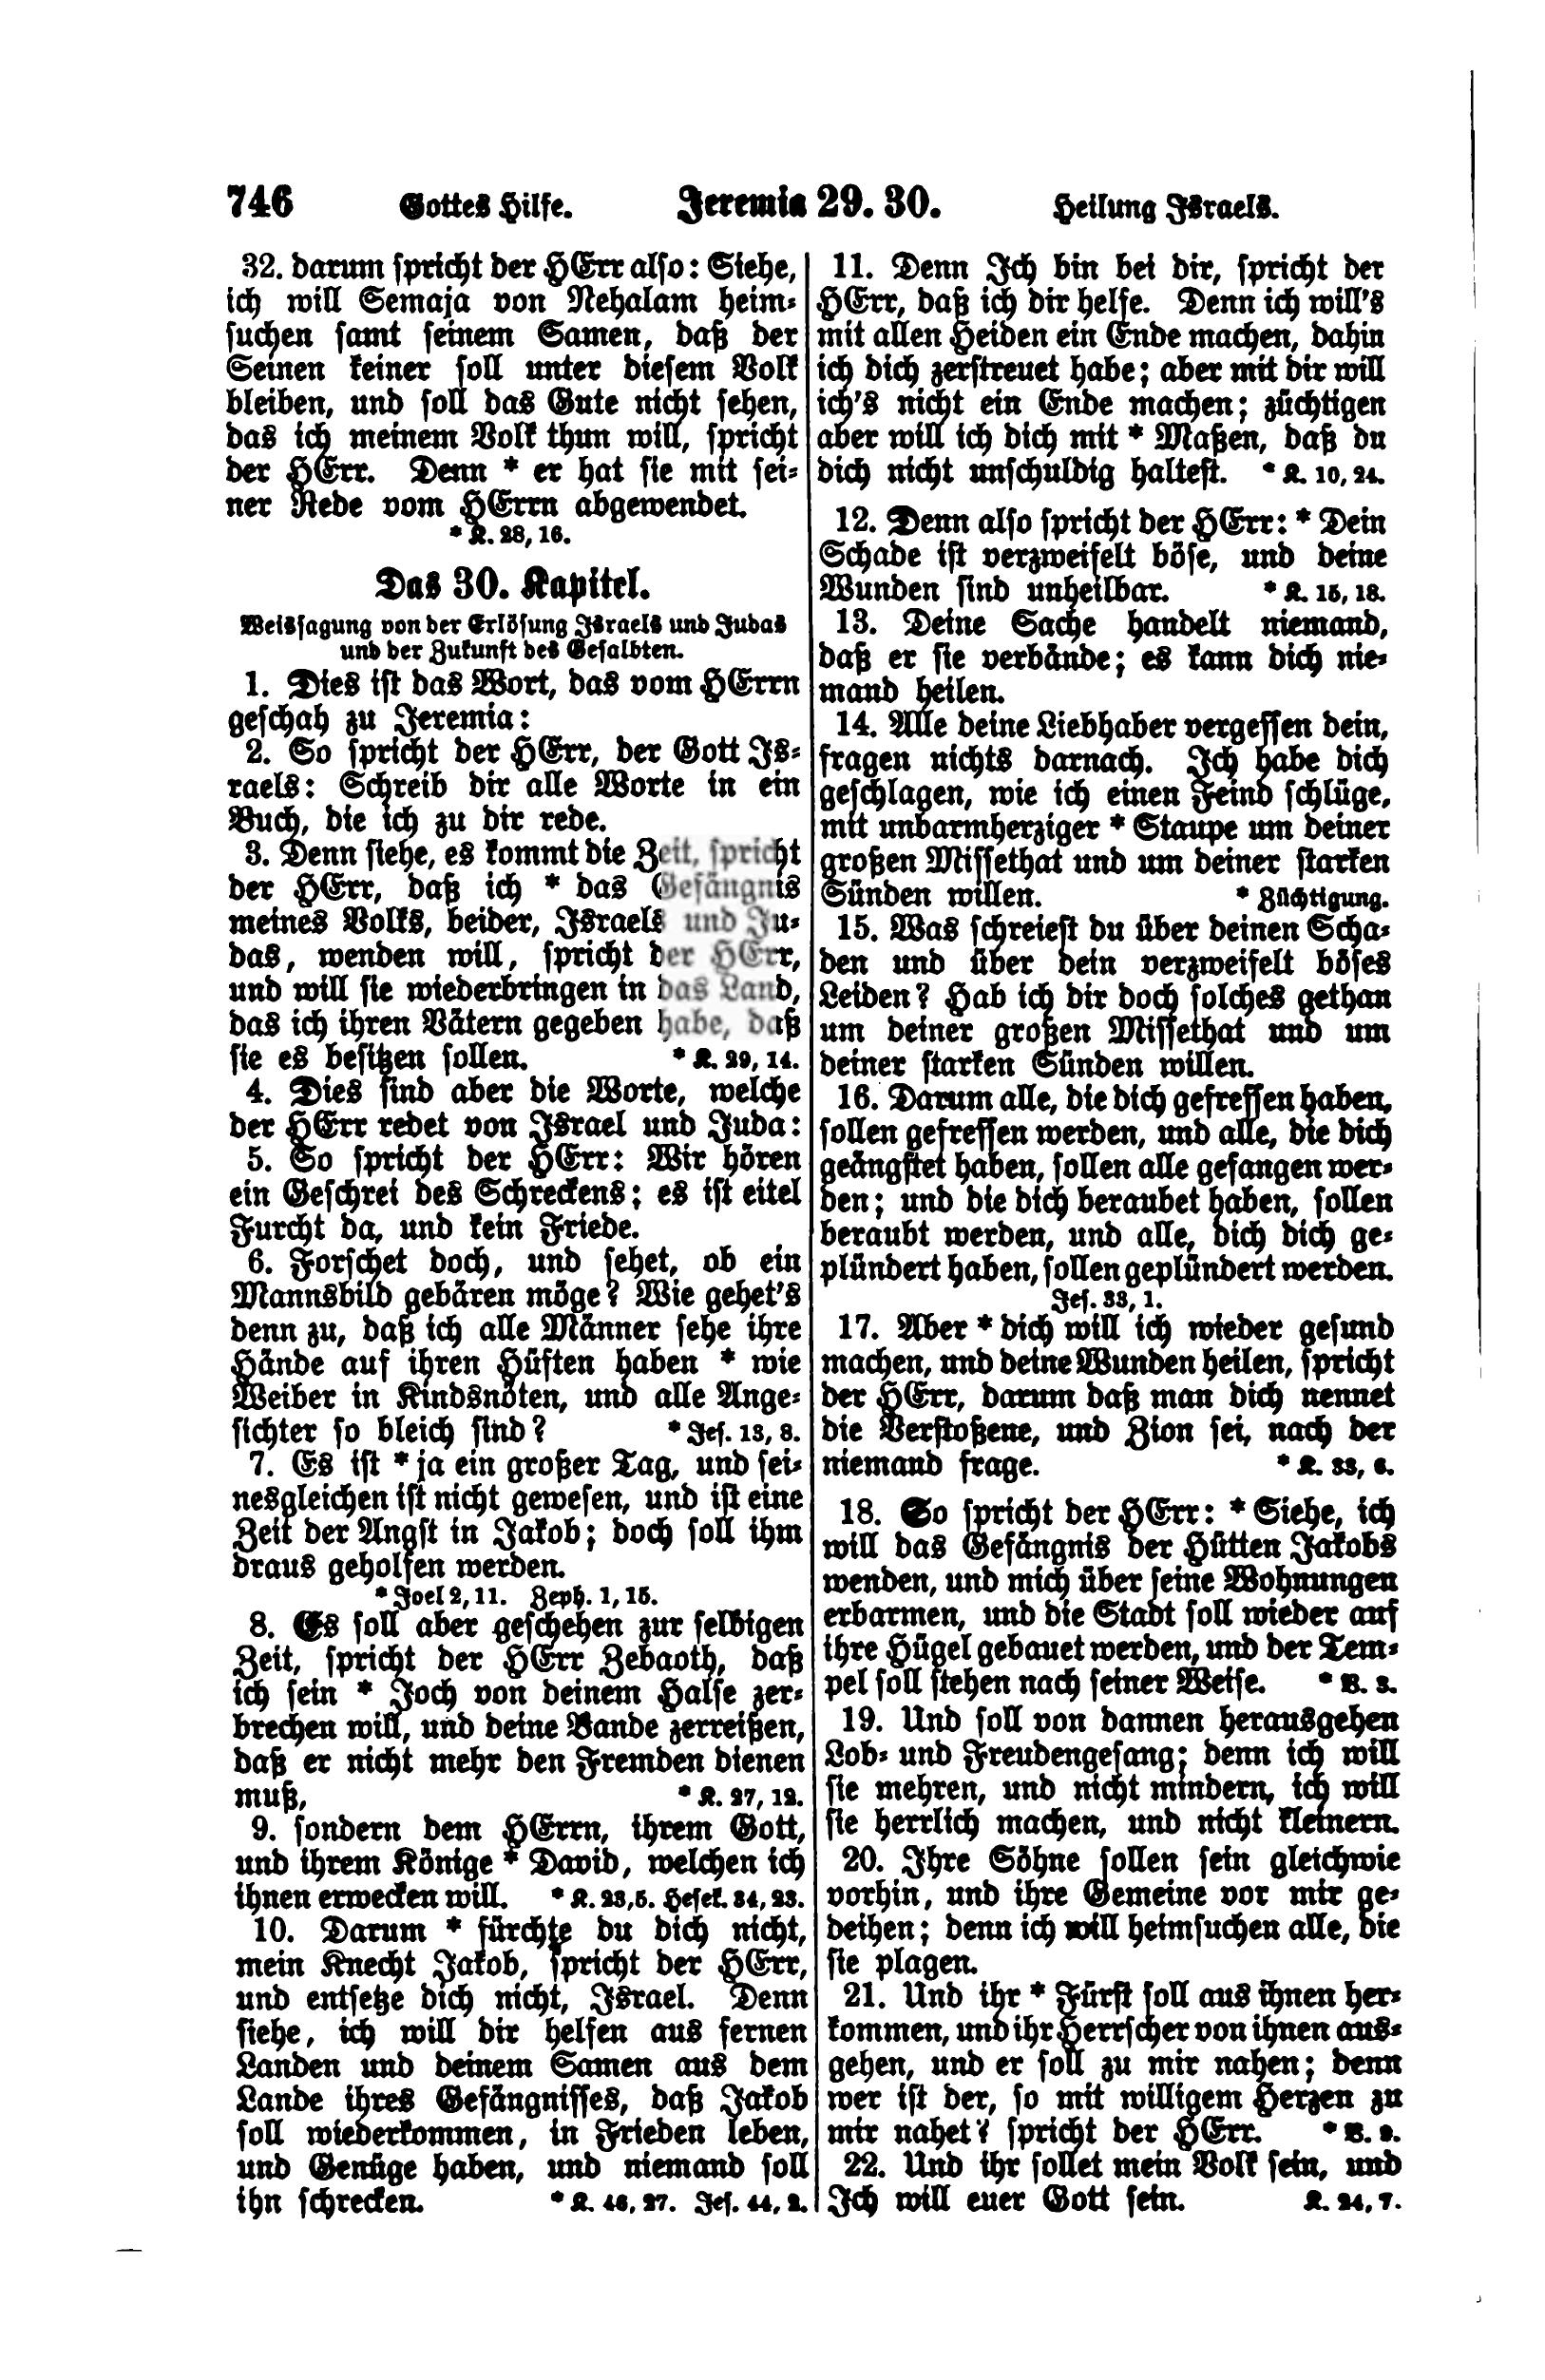 746 Gottes Hilfe. Jeremia 29. 30. Heilung Israels.
32. darum spricht der HErr also: Siehe,
ich will Semaja von Nehalam heim-
suchen samt seinem Samen, daß der
Seinen keiner soll unter diesem Volk
bleiben, und soll das Gute nicht sehen,
das ich meinem Volk thun will, spricht
der HErr. Denn * er hat sie mit sei-
ner Rede vom HErrn abgewendet.
* K. 28, 16.
Das 30. Kapitel.
Weissagung von der Erlösung Israels und Judas
und der Zukunft des Gesalbten.
1. Dies ist das Wort, das vom HErrn
geschah zu Jeremia:
2. So spricht der HErr, der Gott Is-
raels: Schreib dir alle Worte in ein
Buch, die ich zu dir rede.
3. Denn siehe, es kommt die Zeit, spricht
der HErr, daß ich * das Gefängnis
meines Volks, beider, Israels und Ju-
das, wenden will, spricht der HErr,
und will sie wiederbringen in das Land,
das ich ihren Vätern gegeben habe, daß
sie es besitzen sollen. * K. 29, 14.
4. Dies sind aber die Worte, welche
der HErr redet von Israel und Juda:
5. So spricht der HErr: Wir hören
ein Geschrei des Schreckens; es ist eitel
Furcht da, und kein Friede.
6. Forschet doch, und sehet, ob ein
Mannsbild gebären möge? Wie gehet's
denn zu, daß ich alle Männer sehe ihre
Hände auf ihren Hüften haben * wie
Weiber in Kindsnöten, und alle Ange-
sichter so bleich sind? * Jes. 13, 8.
7. Es ist * ja ein großer Tag, und sei-
nesgleichen ist nicht gewesen, und ist eine
Zeit der Angst in Jakob; doch soll ihm
draus geholfen werden.
* Joel 2, 11. Zeph. 1, 15.
8. Es soll aber geschehen zur selbigen
Zeit, spricht der HErr Zebaoth, daß
ich sein * Joch von deinem Halse zer-
brechen will, und deine Bande zerreißen,
daß er nicht mehr den Fremden dienen
muß, * K. 27, 12.
9. sondern dem HErrn, ihrem Gott,
und ihrem Könige * David, welchen ich
ihnen erwecken will. * K. 23, 5. Hesek. 34, 23.
10. Darum * fürchte du dich nicht,
mein Knecht Jakob, spricht der HErr,
und entsetze dich nicht, Israel. Denn
siehe, ich will dir helfen aus fernen
Landen und deinem Samen aus dem
Lande ihres Gefängnisses, daß Jakob
soll wiederkommen, in Frieden leben,
und Genüge haben, und niemand soll
ihn schrecken. * K. 46, 27. Jes. 44, 2.
11. Denn Ich bin bei dir, spricht der
HErr, daß ich dir helfe. Denn ich will's
mit allen Heiden ein Ende machen, dahin
ich dich zerstreuet habe; aber mit dir will
ich's nicht ein Ende machen; züchtigen
aber will ich dich mit * Maßen, daß du
dich nicht unschuldig haltest. * K. 10, 24.
12. Denn also spricht der HErr: * Dein
Schade ist verzweifelt böse, und deine
Wunden sind unheilbar. * K. 15, 18.
13. Deine Sache handelt niemand,
daß er sie verbände; es kann dich nie-
mand heilen.
14. Alle deine Liebhaber vergessen dein,
fragen nichts darnach. Ich habe dich
geschlagen, wie ich einen Feind schlüge,
mit unbarmherziger * Staupe um deiner
großen Missethat und um deiner starken
Sünden willen. * Züchtigung.
15. Was schreiest du über deinen Scha-
den und über dein verzweifelt böses
Leiden? Hab ich dir doch solches gethan
um deiner großen Missethat und um
deiner starken Sünden willen.
16. Darum alle, die dich gefressen haben,
sollen gefressen werden, und alle, die dich
geängstet haben, sollen alle gefangen wer-
den; und die dich beraubet haben, sollen
beraubt werden, und alle, dich dich ge-
plündert haben, sollen geplündert werden.
Jes. 33, 1.
17. Aber * dich will ich wieder gesund
machen, und deine Wunden heilen, spricht
der HErr, darum daß man dich nennet
die Verstoßene, und Zion sei, nach der
niemand frage. * K. 33, 6.
18. So spricht der HErr: * Siehe, ich
will das Gefängnis der Hütten Jakobs
wenden, und mich über seine Wohnungen
erbarmen, und die Stadt soll wieder auf
ihre Hügel gebauet werden, und der Tem-
pel soll stehen nach seiner Weise. * V. 3.
19. Und soll von dannen herausgehen
Lob- und Freudengesang; denn ich will
sie mehren, und nicht mindern, ich will
sie herrlich machen, und nicht kleinern.
20. Ihre Söhne sollen sein gleichwie
vorhin, und ihre Gemeine vor mir ge-
deihen; denn ich will heimsuchen alle, die
sie plagen.
21. Und ihr * Fürst soll aus ihnen her-
kommen, und ihr Herrscher von ihnen aus-
gehen, und er soll zu mir nahen; denn
wer ist der, so mit willigem Herzen zu
mir nahet? spricht der HErr. * V. 9.
22. Und ihr sollet mein Volk sein, und
Ich will euer Gott sein. K. 24, 7.